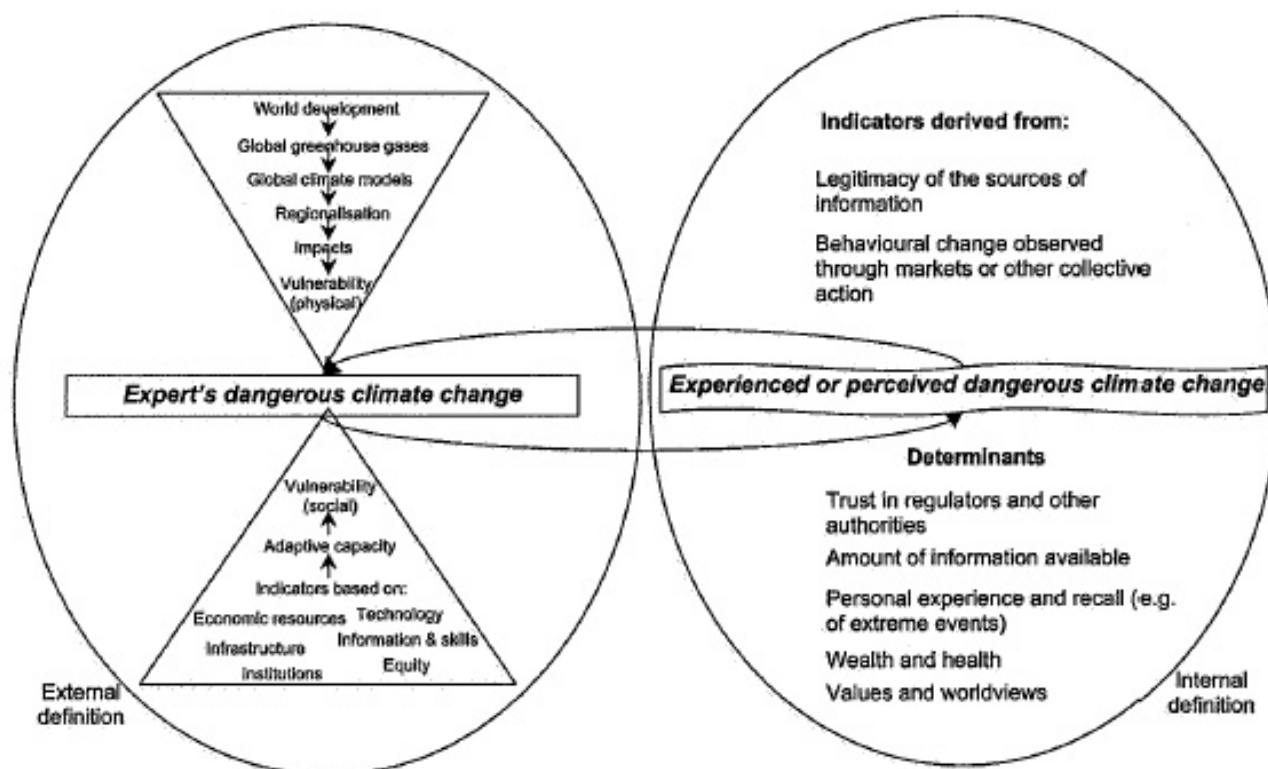 World development
Global greenhouse gases
Global climate models
Regionalisation
Impacts
Vulnerability
(physical)
Expert's dangerous climate change
Vulnerability
(social)
Adaptive capacity
Indicators based on:
Economic resources
Technology
Infrastructure
Information & skills
Institutions
Equity
External
definition
Indicators derived from:
Legitimacy of the sources of
information
Behavioural change observed
through markets or other collective
action
Experienced or perceived dangerous climate change
Determinants
Trust in regulators and other
authorities
Amount of information available
Personal experience and recall (e.g.
of extreme events)
Wealth and health
Values and worldviews
Internal
definition